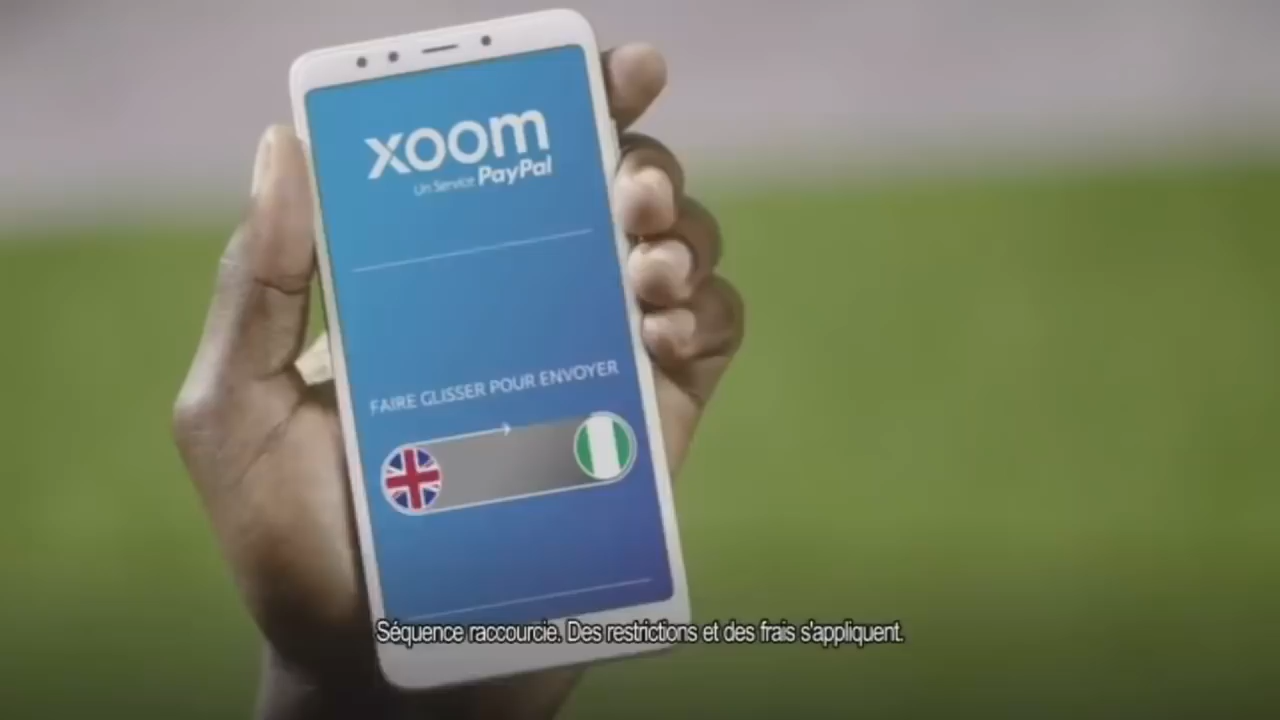 xoom
Un Service PayPal
FAIRE GLISSER POUR ENVOYER
Séquence raccourcie. Des restrictions et des frais s'appliquent.